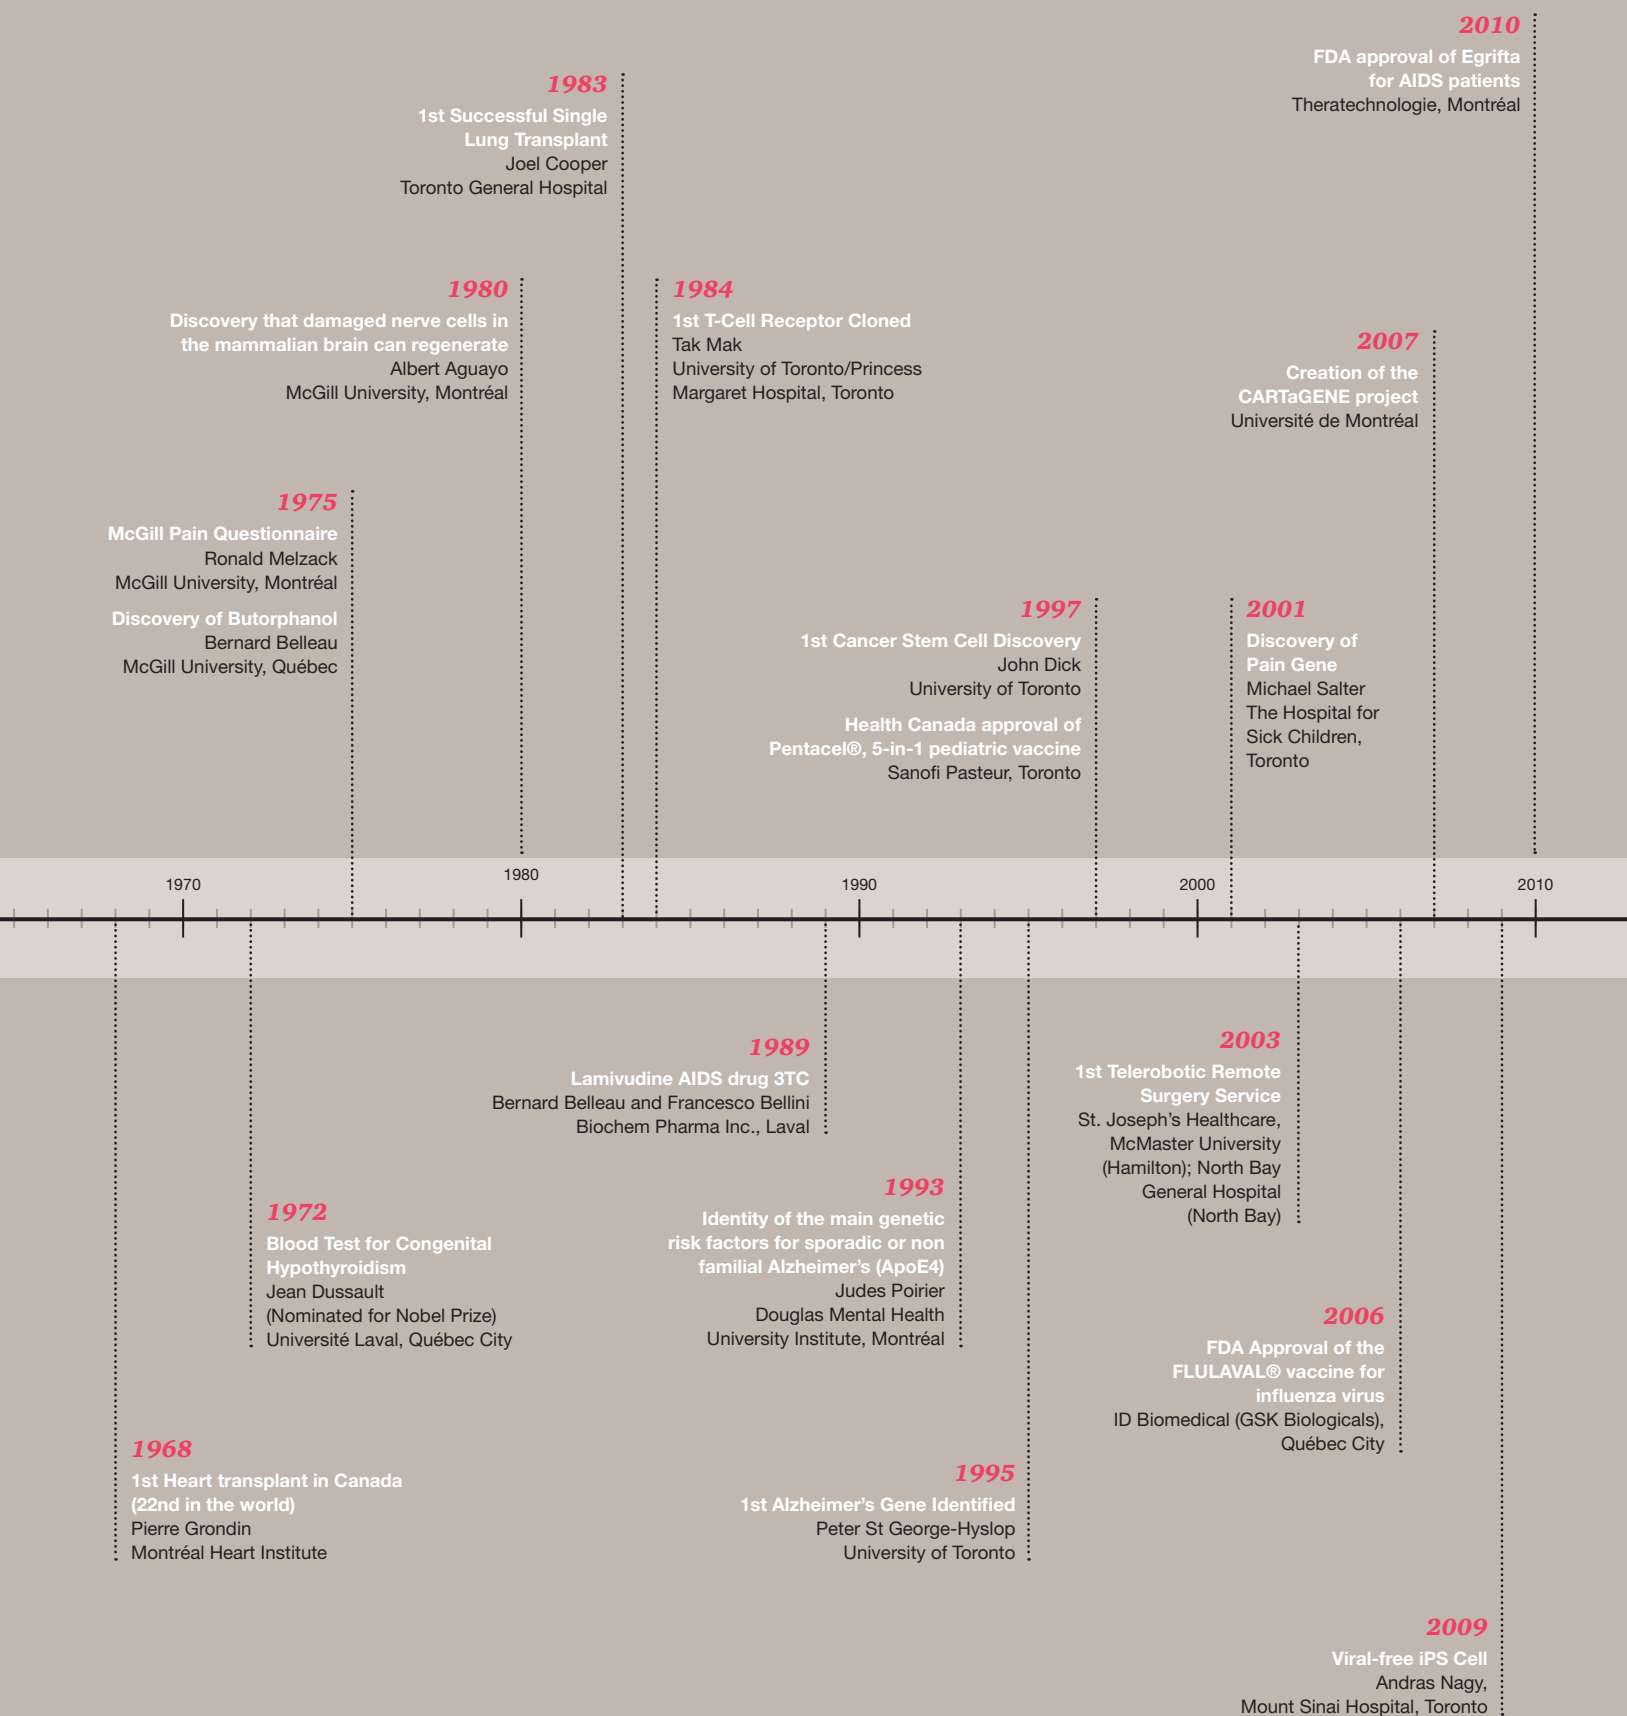 2010
FDA approval of Egrifta
for AIDS patients
Theratechnologie, Montréal
1983
1st Successful Single
Lung Transplant
Joel Cooper
Toronto General Hospital
1980
Discovery that damaged nerve cells in
the mammalian brain can regenerate
Albert Aguayo
McGill University, Montréal
1984
1st T-Cell Receptor Cloned
Tak Mak
University of Toronto/Princess
Margaret Hospital, Toronto
2007
Creation of the
CARTaGENE project
Université de Montréal
1975
McGill Pain Questionnaire
Ronald Melzack
McGill University, Montréal
Discovery of Butorphanol
Bernard Belleau
McGill University, Québec
1997
1st Cancer Stem Cell Discovery
John Dick
University of Toronto
Health Canada approval of
Pentacel®, 5-in-1 pediatric vaccine
Sanofi Pasteur, Toronto
2001
Discovery of
Pain Gene
Michael Salter
The Hospital for
Sick Children,
Toronto
1970
1980
1990
2000
2010
1989
Lamivudine AIDS drug 3TC
Bernard Belleau and Francesco Bellini
Biochem Pharma Inc., Laval
2003
1st Telerobotic Remote
Surgery Service
St. Joseph's Healthcare,
McMaster University
(Hamilton); North Bay
General Hospital
(North Bay)
1972
Blood Test for Congenital
Hypothyroidism
Jean Dussault
(Nominated for Nobel Prize)
Université Laval, Québec City
1993
Identity of the main genetic
risk factors for sporadic or non
familial Alzheimer's (ApoE4)
Judes Poirier
Douglas Mental Health
University Institute, Montréal
2006
FDA Approval of the
FLULAVAL® vaccine for
influenza virus
ID Biomedical (GSK Biologicals),
Québec City
1968
1st Heart transplant in Canada
(22nd in the world)
Pierre Grondin
Montréal Heart Institute
1995
1st Alzheimer's Gene Identified
Peter St George-Hyslop
University of Toronto
2009
Viral-free iPS Cell
Andras Nagy,
Mount Sinai Hospital, Toronto